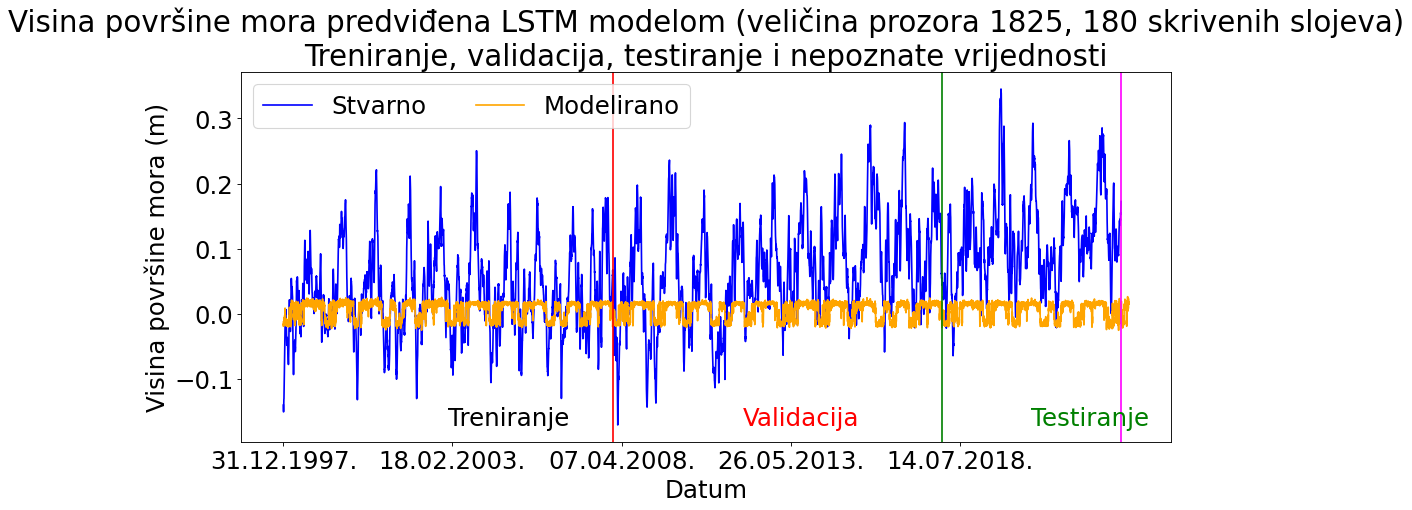 Visina površine mora predviđena LSTM modelom (veličina prozora 1825, 180 skrivenih slojeva)
Treniranje, validacija, testiranje i nepoznate vrijednosti
Stvarno Modelirano
Visina površine mora (m)
0.3
0.2
0.1
0.0
−0.1
Treniranje Validacija Testiranje
31.12.1997. 18.02.2003. 07.04.2008. 26.05.2013. 14.07.2018.
Datum